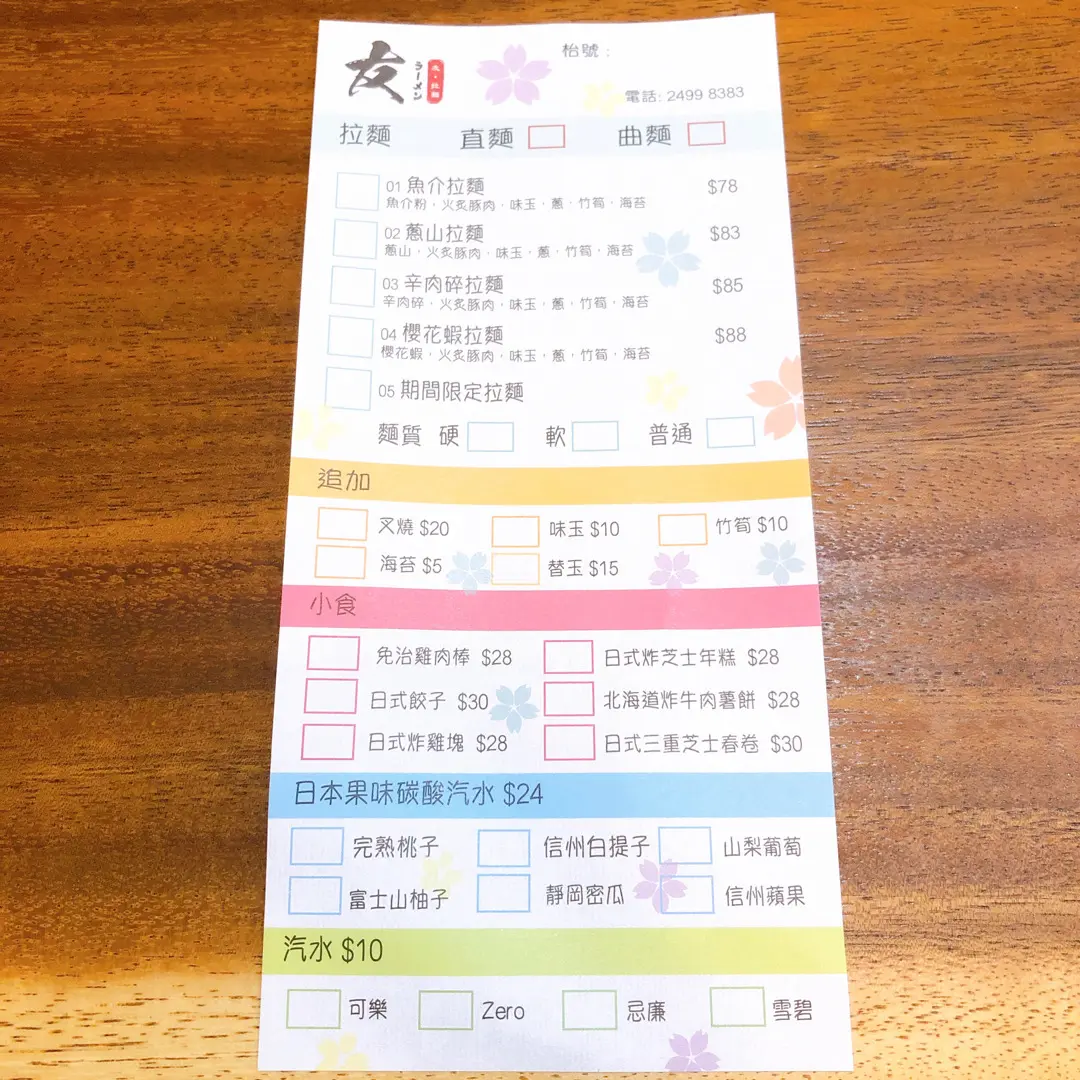 友
ラーメン
友·拉麵
枱號：
電話: 2499 8383
拉麵 直麵 曲麵
01 魚介拉麵 $78
魚介粉，火炙豚肉，味玉，蔥，竹筍，海苔
02 蔥山拉麵 $83
蔥山，火炙豚肉，味玉，蔥，竹筍，海苔
03 辛肉碎拉麵 $85
辛肉碎，火炙豚肉，味玉，蔥，竹筍，海苔
04 櫻花蝦拉麵 $88
櫻花蝦，火炙豚肉，味玉，蔥，竹筍，海苔
05 期間限定拉麵
麵質 硬 軟 普通
追加
叉燒 $20 味玉 $10 竹筍 $10
海苔 $5 替玉 $15
小食
免治雞肉棒 $28 日式炸芝士年糕 $28
日式餃子 $30 北海道炸牛肉薯餅 $28
日式炸雞塊 $28 日式三重芝士春卷 $30
日本果味碳酸汽水 $24
完熟桃子 信州白提子 山梨葡萄
富士山柚子 靜岡密瓜 信州蘋果
汽水 $10
可樂 Zero 忌廉 雪碧